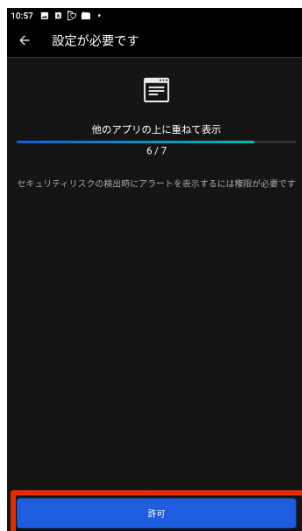 10:57
設定が必要です
他のアプリの上に重ねて表示
6 / 7
セキュリティリスクの検出時にアラートを表示するには権限が必要です
許可